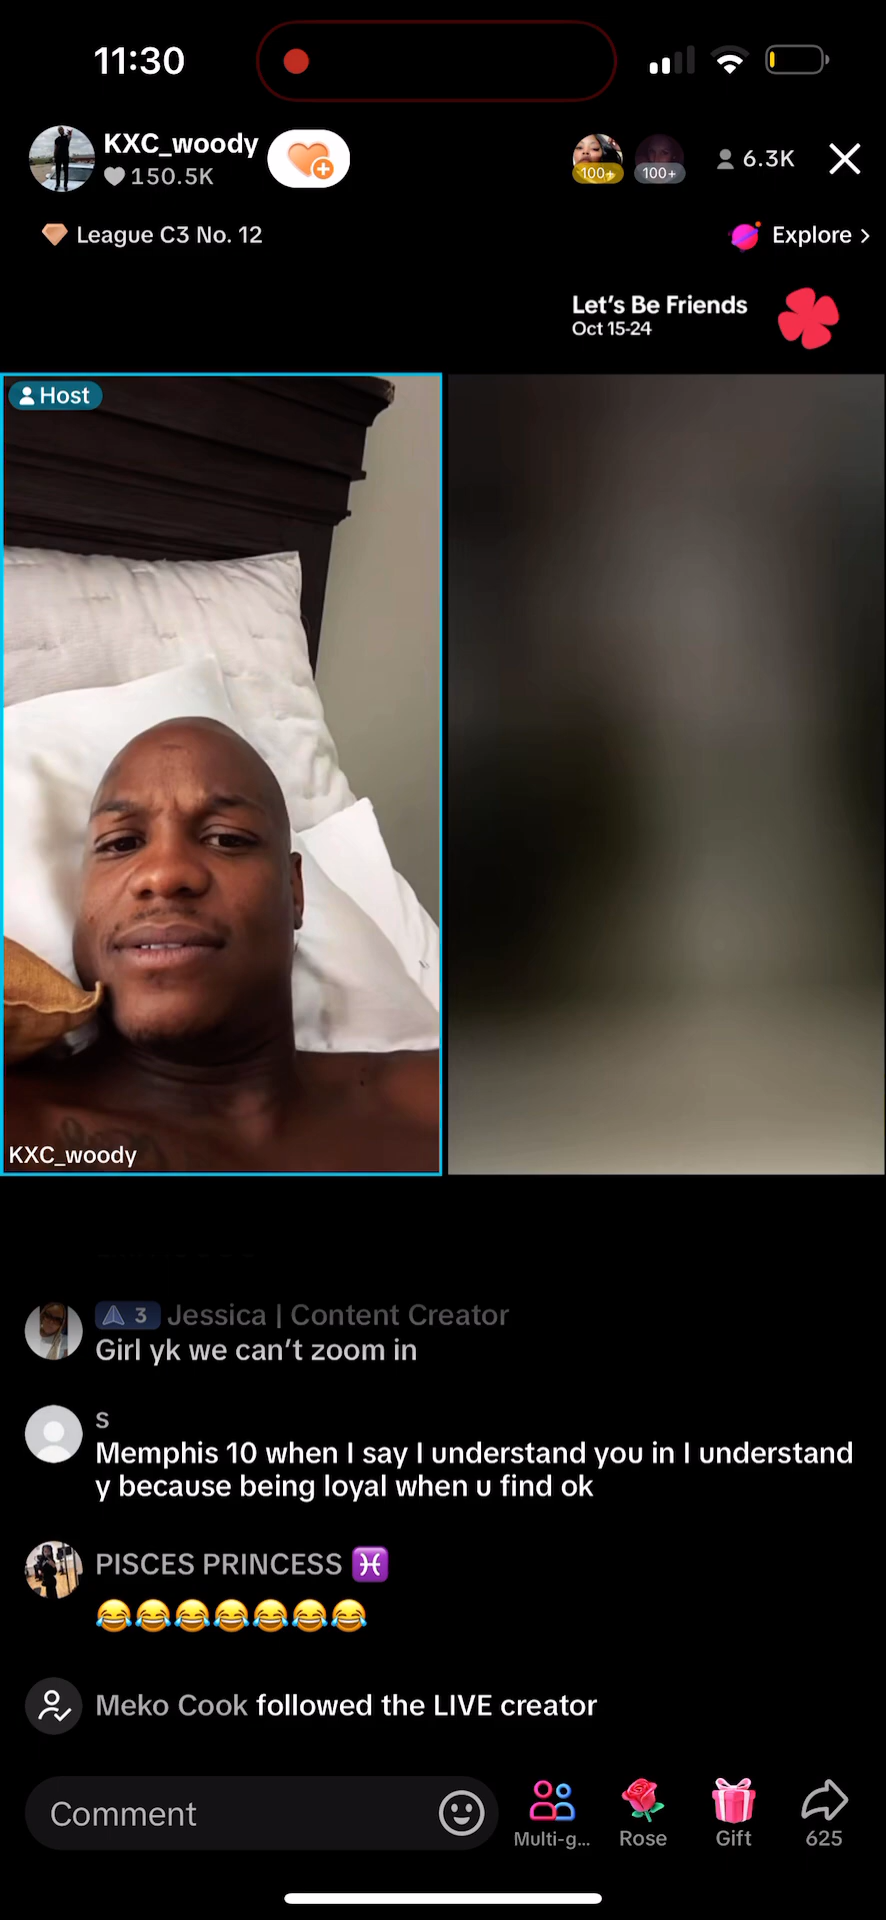 11:30
KXC_woody
150.5K
100+
100+
6.3K
League C3 No. 12
Explore >
Let's Be Friends
Oct 15-24
Host
KXC_woody
3 Jessica | Content Creator
Girl yk we can't zoom in
S
Memphis 10 when I say I understand you in I understand
y because being loyal when u find ok
PISCES PRINCESS ♓
😂😂😂😂😂😂😂
Meko Cook followed the LIVE creator
Comment
Multi-g...
Rose
Gift
625